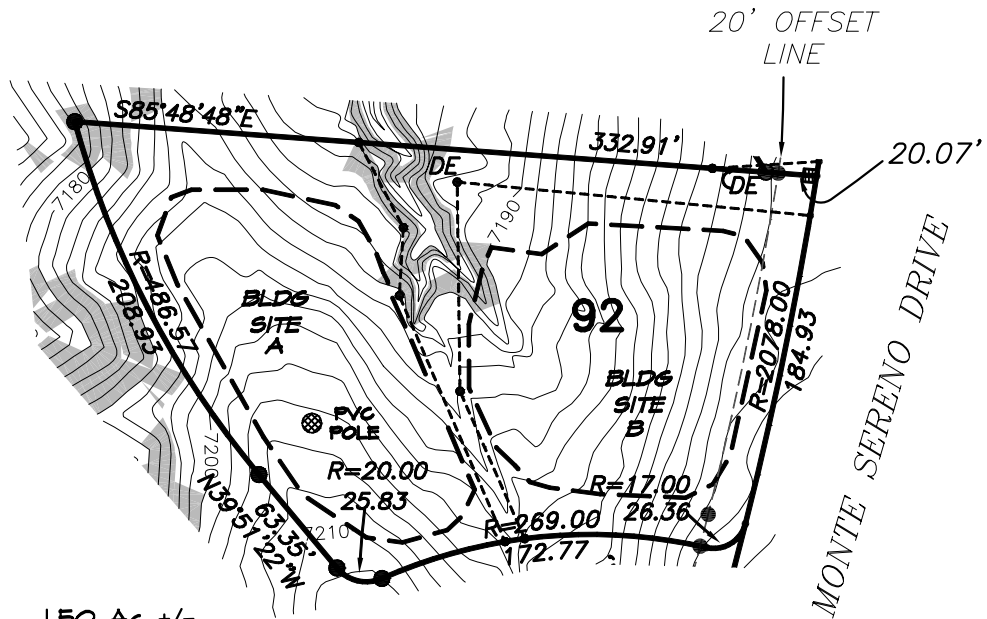 20' OFFSET
LINE
S85°48'48"E
332.91'
20.07'
DE
DE
7180
7190
R=486.57
208.93
BLDG
SITE
A
92
BLDG
SITE
B
R=2078.00
184.93
MONTE SERENO DRIVE
PVC
POLE
7200
R=20.00
25.83
R=17.00
26.36
N39°51'22"W
63.35'
7210
R=269.00
172.77